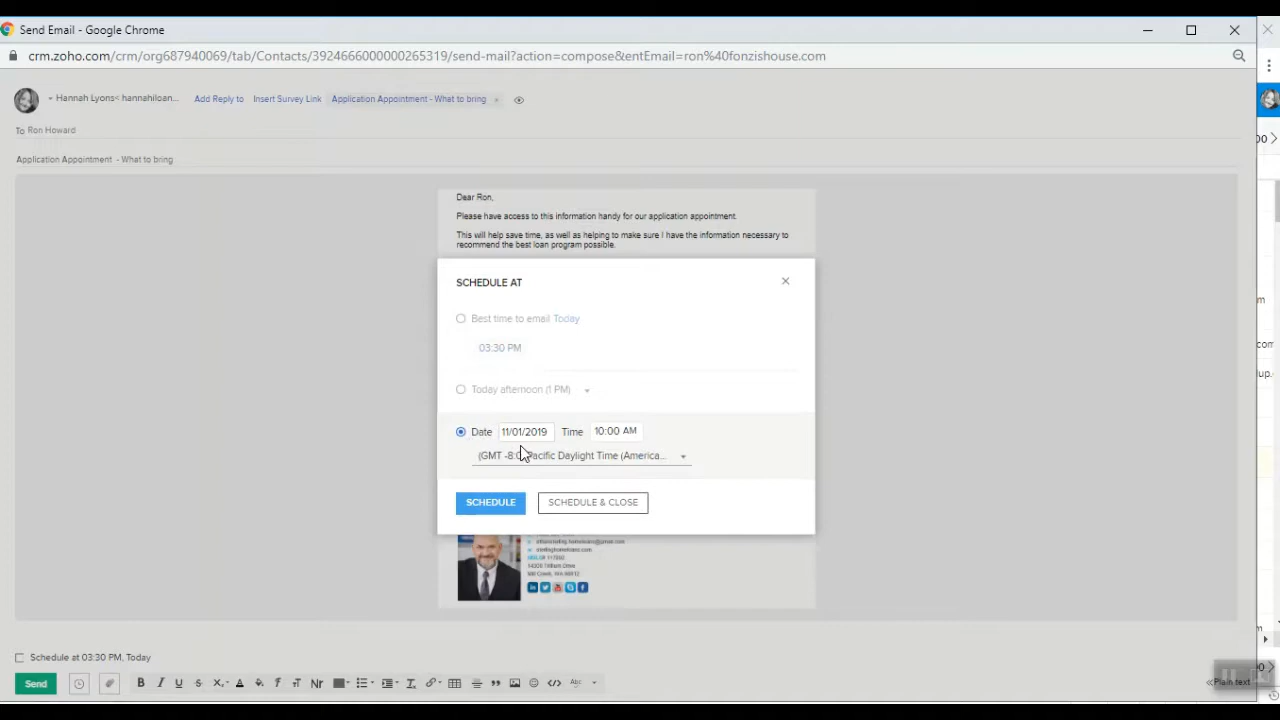 Send Email - Google Chrome
crm.zoho.com/crm/org687940069/tab/Contacts/3924666000000265319/send-mail?action=compose&entEmail=ron%40fonzishouse.com
Hannah Lyons< hannahiloan... Add Reply to Insert Survey Link Application Appointment - What to bring
To Ron Howard
Application Appointment - What to bring
Dear Ron,
Please have access to this information handy for our application appointment.
This will help save time, as well as helping to make sure I have the information necessary to
recommend the best loan program possible.
SCHEDULE AT
Best time to email Today
03:30 PM
Today afternoon (1 PM)
Date 11/01/2019 Time 10:00 AM
(GMT -8:0 Pacific Daylight Time (America...
SCHEDULE SCHEDULE & CLOSE
Schedule at 03:30 PM, Today
Send B I U S Nr Abc
«Plain text